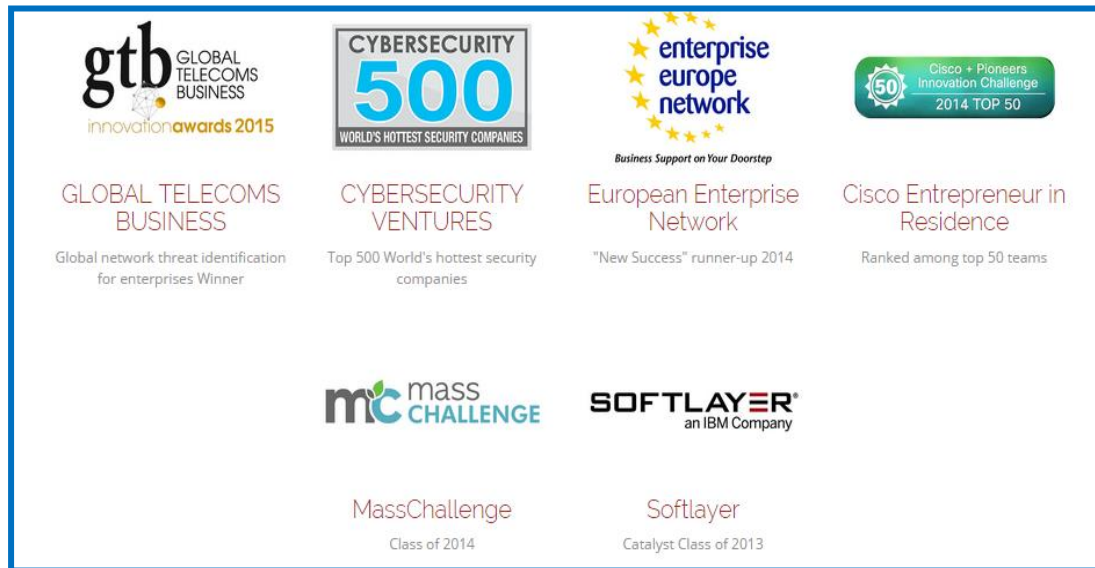 gtb GLOBAL
TELECOMS
BUSINESS
innovationawards 2015
GLOBAL TELECOMS
BUSINESS
Global network threat identification
for enterprises Winner
CYBERSECURITY
500
WORLD'S HOTTEST SECURITY COMPANIES
CYBERSECURITY
VENTURES
Top 500 World's hottest security
companies
enterprise
europe
network
Business Support on Your Doorstep
European Enterprise
Network
"New Success" runner-up 2014
50
Cisco + Pioneers
Innovation Challenge
2014 TOP 50
Cisco Entrepreneur in
Residence
Ranked among top 50 teams
mc mass
CHALLENGE
MassChallenge
Class of 2014
SOFTLAYER®
an IBM Company
Softlayer
Catalyst Class of 2013